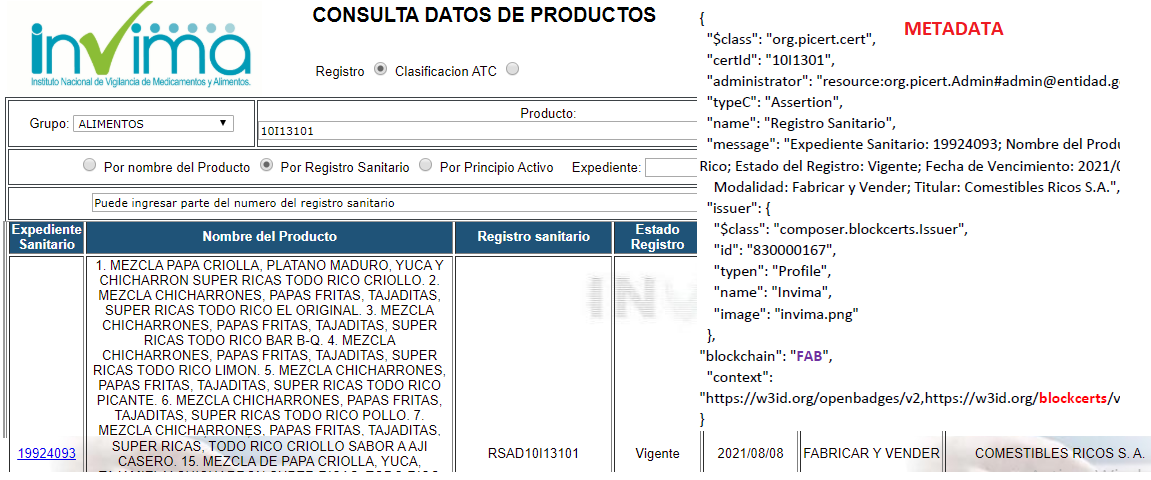 invima
Instituto Nacional de Vigilancia de Medicamentos y Alimentos.
CONSULTA DATOS DE PRODUCTOS
Registro Clasificacion ATC
Grupo: ALIMENTOS
Producto:
10I13101
Por nombre del Producto Por Registro Sanitario Por Principio Activo Expediente:
Puede ingresar parte del numero del registro sanitario
Expediente Sanitario
Nombre del Producto
Registro sanitario
Estado Registro
1. MEZCLA PAPA CRIOLLA, PLATANO MADURO, YUCA Y
CHICHARRON SUPER RICAS TODO RICO CRIOLLO. 2.
MEZCLA CHICHARRONES, PAPAS FRITAS, TAJADITAS,
SUPER RICAS TODO RICO EL ORIGINAL. 3. MEZCLA
CHICHARRONES, PAPAS FRITAS, TAJADITAS, SUPER
RICAS TODO RICO BAR B-Q. 4. MEZCLA
CHICHARRONES, PAPAS FRITAS, TAJADITAS, SUPER
RICAS TODO RICO LIMON. 5. MEZCLA CHICHARRONES,
PAPAS FRITAS, TAJADITAS, SUPER RICAS TODO RICO
PICANTE. 6. MEZCLA CHICHARRONES, PAPAS FRITAS,
TAJADITAS, SUPER RICAS TODO RICO POLLO. 7.
MEZCLA CHICHARRONES, PAPAS FRITAS, TAJADITAS,
SUPER RICAS, TODO RICO CRIOLLO SABOR A AJI
CASERO. 15. MEZCLA DE PAPA CRIOLLA, YUCA,
19924093
RSAD10I13101
Vigente
2021/08/08
FABRICAR Y VENDER
COMESTIBLES RICOS S. A.
METADATA
{
"$class": "org.picert.cert",
"certId": "10I1301",
"administrator": "resource:org.picert.Admin#admin@entidad.g
"typeC": "Assertion",
"name": "Registro Sanitario",
"message": "Expediente Sanitario: 19924093; Nombre del Produ
Rico; Estado del Registro: Vigente; Fecha de Vencimiento: 2021/0
Modalidad: Fabricar y Vender; Titular: Comestibles Ricos S.A.",
"issuer": {
"$class": "composer.blockcerts.Issuer",
"id": "830000167",
"typen": "Profile",
"name": "Invima",
"image": "invima.png"
},
"blockchain": "FAB",
"context":
"https://w3id.org/openbadges/v2,https://w3id.org/blockcerts/v
}